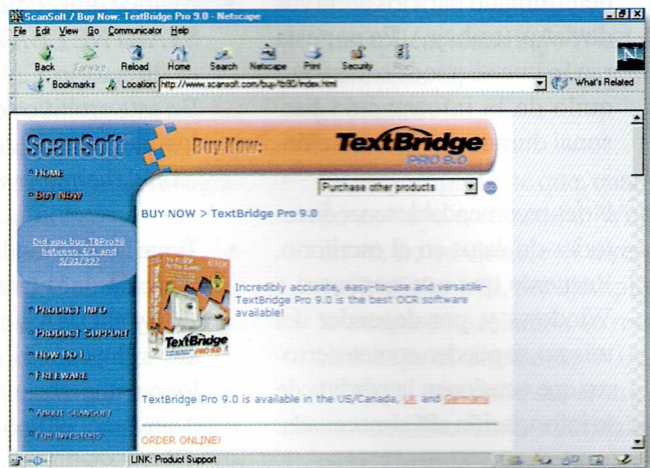 ScanSoft / Buy Now: TextBridge Pro 9.0 - Netscape
File Edit View Go Communicator Help
Back Forward Reload Home Search Netscape Print Security Stop
Bookmarks Location: http://www.scansoft.com/buy/tb90/index.html What's Related
ScanSoft
Buy Now:
TextBridge
PRO 9.0
HOME
BUY NOW
Purchase other products
BUY NOW > TextBridge Pro 9.0
Did you buy TBPro98
between 4/1 and
5/31/99?
Incredibly accurate, easy-to-use and versatile-
TextBridge Pro 9.0 is the best OCR software
available!
TextBridge
PRO 9.0
PRODUCT INFO
PRODUCT SUPPORT
HOW DO I..
FREEWARE
ABOUT SCANSOFT
FOR INVESTORS
TextBridge Pro 9.0 is available in the US/Canada, UK and Germany
ORDER ONLINE!
LINK: Product Support